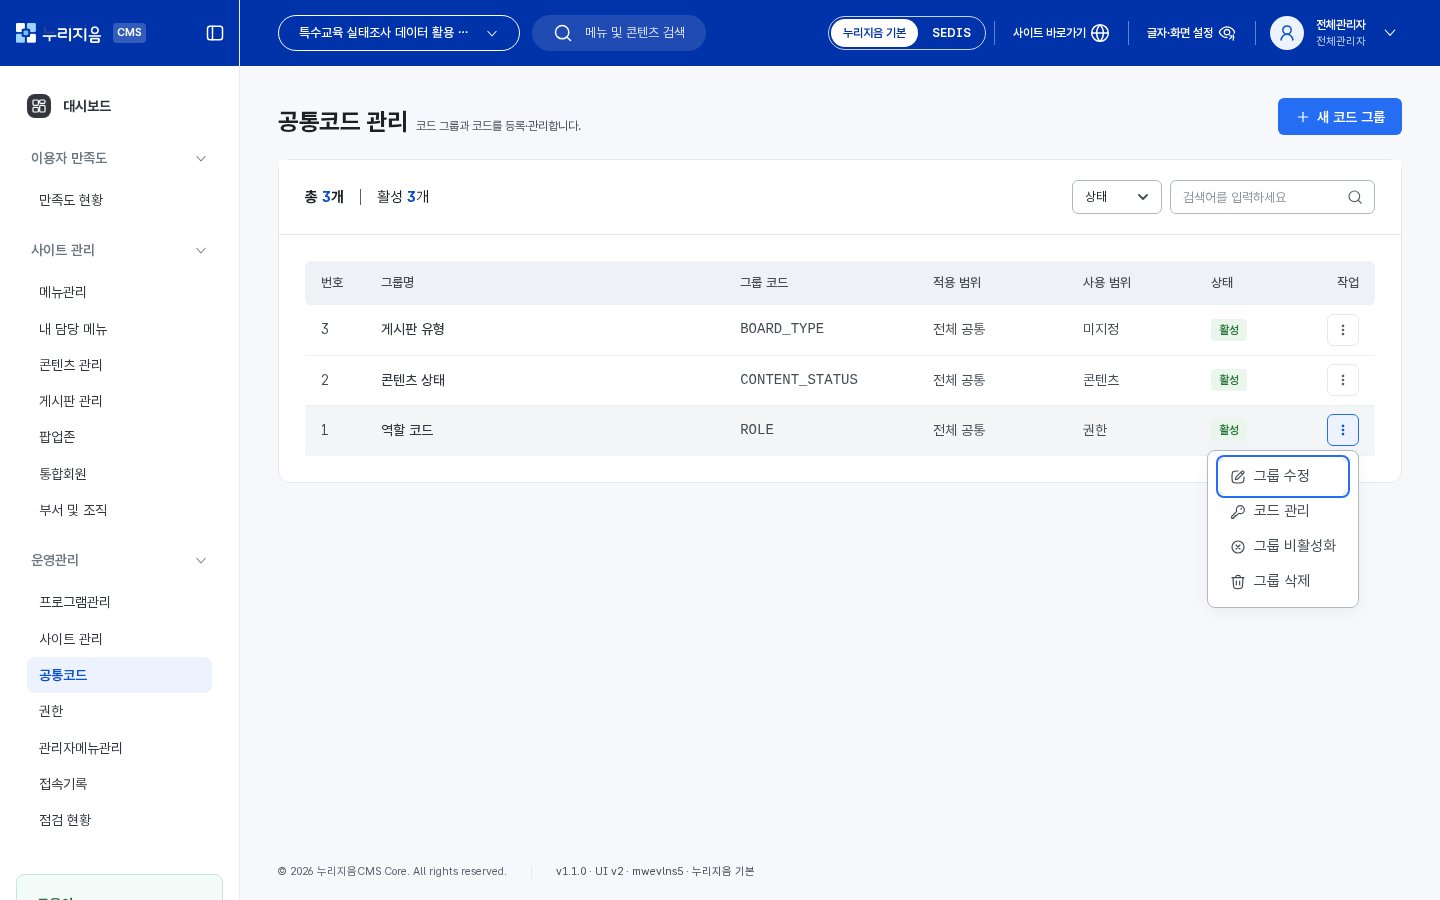 누리지음 CMS
특수교육 실태조사 데이터 활용 ···
메뉴 및 콘텐츠 검색
누리지음 기본
SEDIS
사이트 바로가기
글자·화면 설정
전체관리자
전체관리자
대시보드
이용자 만족도
만족도 현황
사이트 관리
메뉴관리
내 담당 메뉴
콘텐츠 관리
게시판 관리
팝업존
통합회원
부서 및 조직
운영관리
프로그램관리
사이트 관리
공통코드
권한
관리자메뉴관리
접속기록
점검 현황
공통코드 관리 코드 그룹과 코드를 등록·관리합니다.
새 코드 그룹
총 3개 활성 3개
상태
검색어를 입력하세요
번호 그룹명 그룹 코드 적용 범위 사용 범위 상태 작업
3 게시판 유형 BOARD_TYPE 전체 공통 미지정 활성
2 콘텐츠 상태 CONTENT_STATUS 전체 공통 콘텐츠 활성
1 역할 코드 ROLE 전체 공통 권한 활성
그룹 수정
코드 관리
그룹 비활성화
그룹 삭제
© 2026 누리지음CMS Core. All rights reserved.
v1.1.0 · UI v2 · mwevlns5 · 누리지음 기본